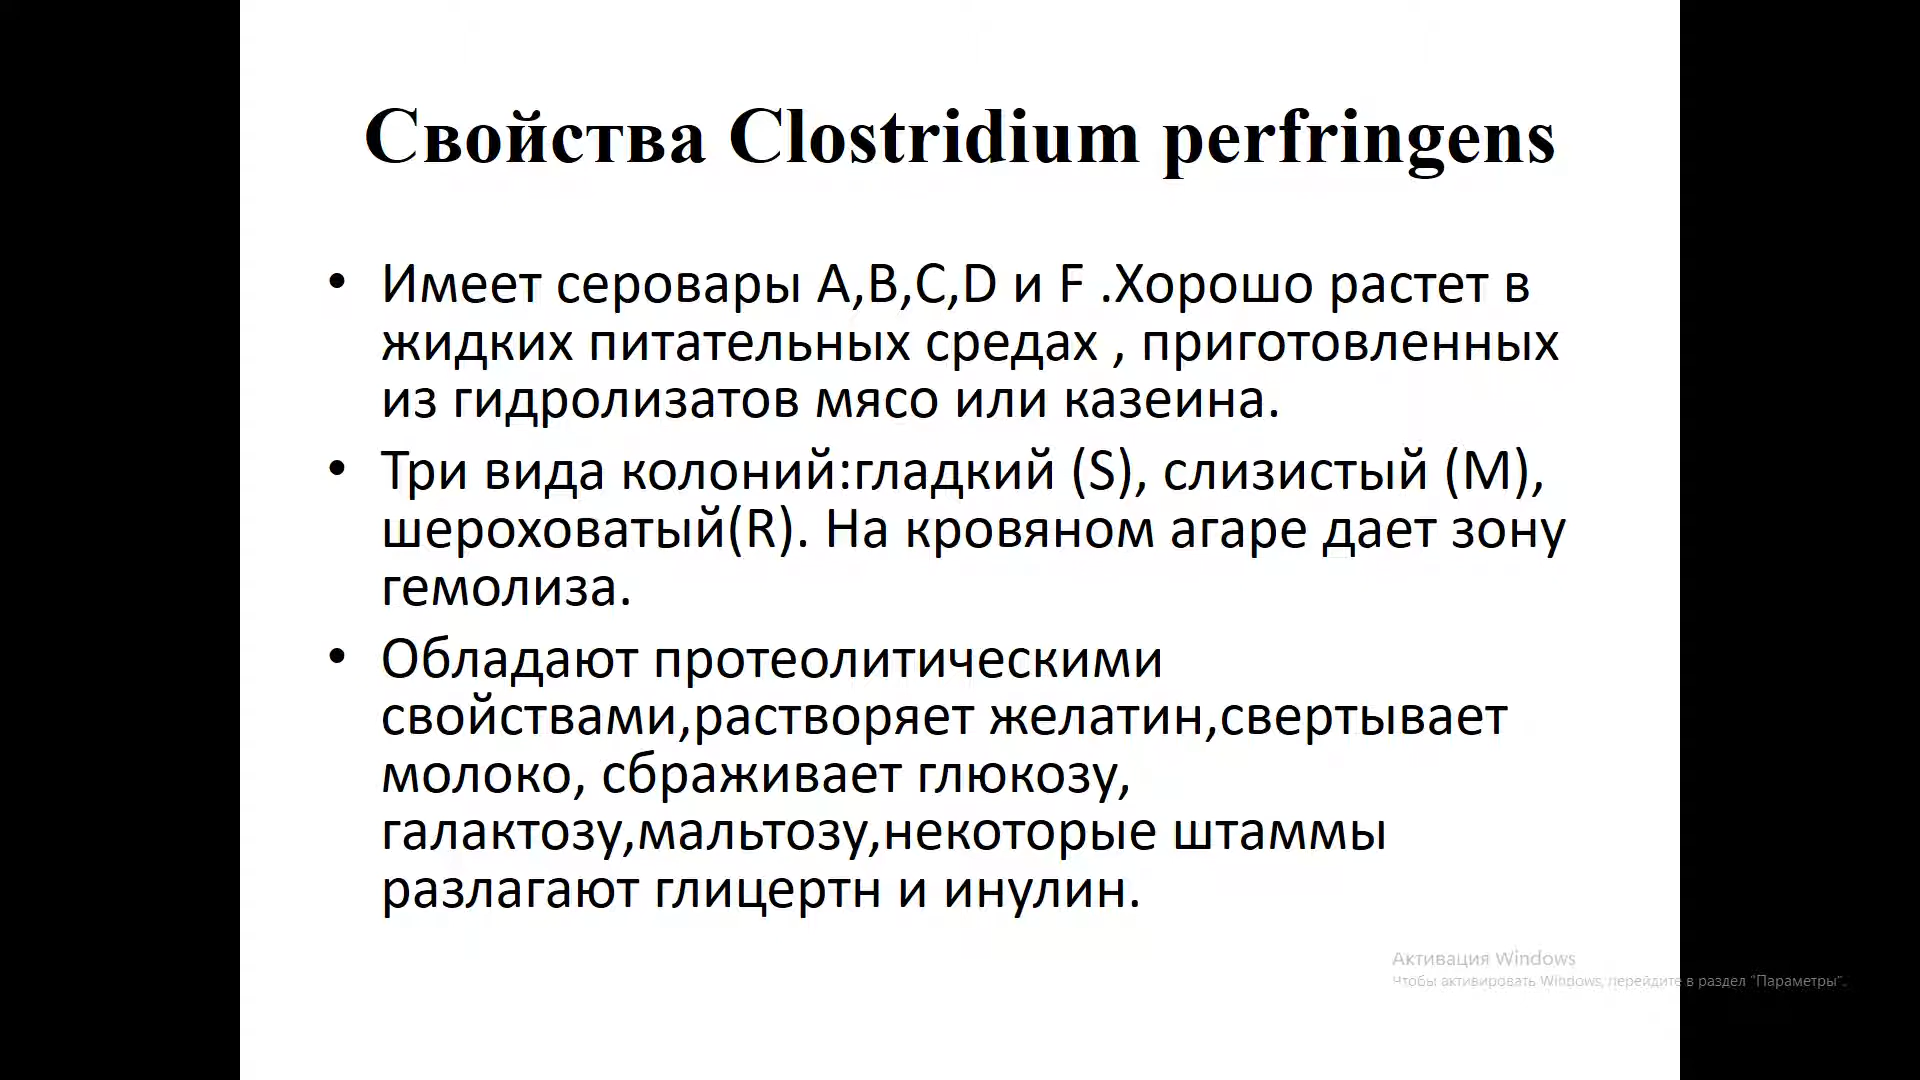 Свойства Clostridium perfringens
• Имеет серовары A,B,C,D и F .Хорошо растет в
жидких питательных средах , приготовленных
из гидролизатов мясо или казеина.
• Три вида колоний:гладкий (S), слизистый (M),
шероховатый(R). На кровяном агаре дает зону
гемолиза.
• Обладают протеолитическими
свойствами,растворяет желатин,свертывает
молоко, сбраживает глюкозу,
галактозу,мальтозу,некоторые штаммы
разлагают глицертн и инулин.
Активация Windows
Чтобы активировать Windows, перейдите в раздел "Параметры".